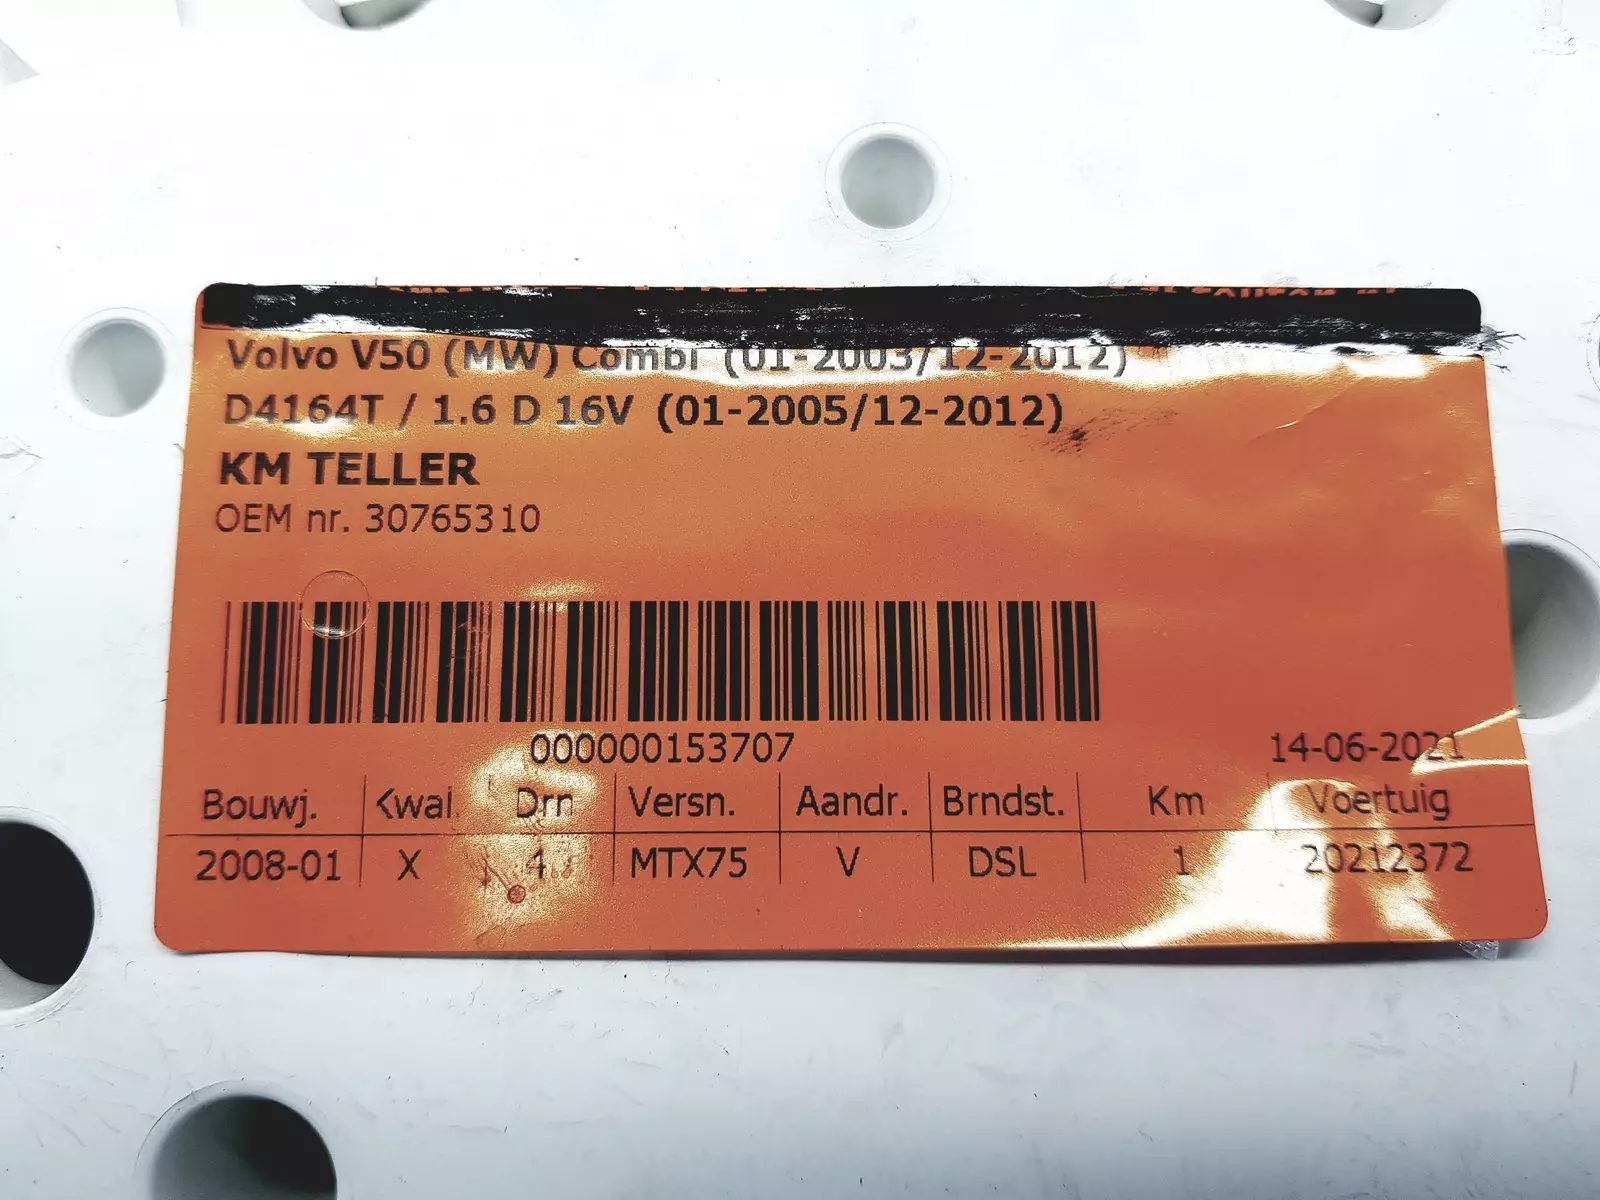 Volvo V50 (MW) Combi (01-2003/12-2012)
D4164T / 1.6 D 16V (01-2005/12-2012)
KM TELLER
OEM nr. 30765310
000000153707
14-06-2021
Bouwj. Kwal. Drn Versn. Aandr. Brndst. Km Voertuig
2008-01 X 4 MTX75 V DSL 1 20212372